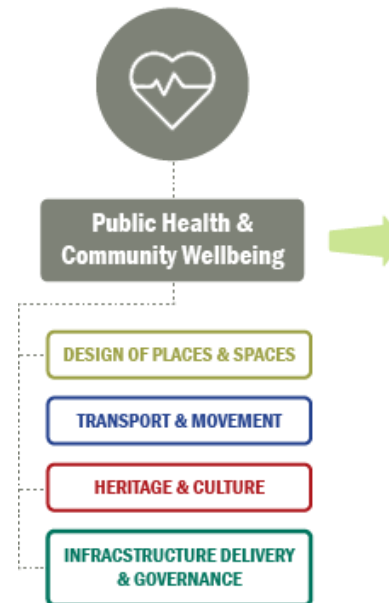 Public Health &
Community Wellbeing
DESIGN OF PLACES & SPACES
TRANSPORT & MOVEMENT
HERITAGE & CULTURE
INFRACSTRUCTURE DELIVERY
& GOVERNANCE